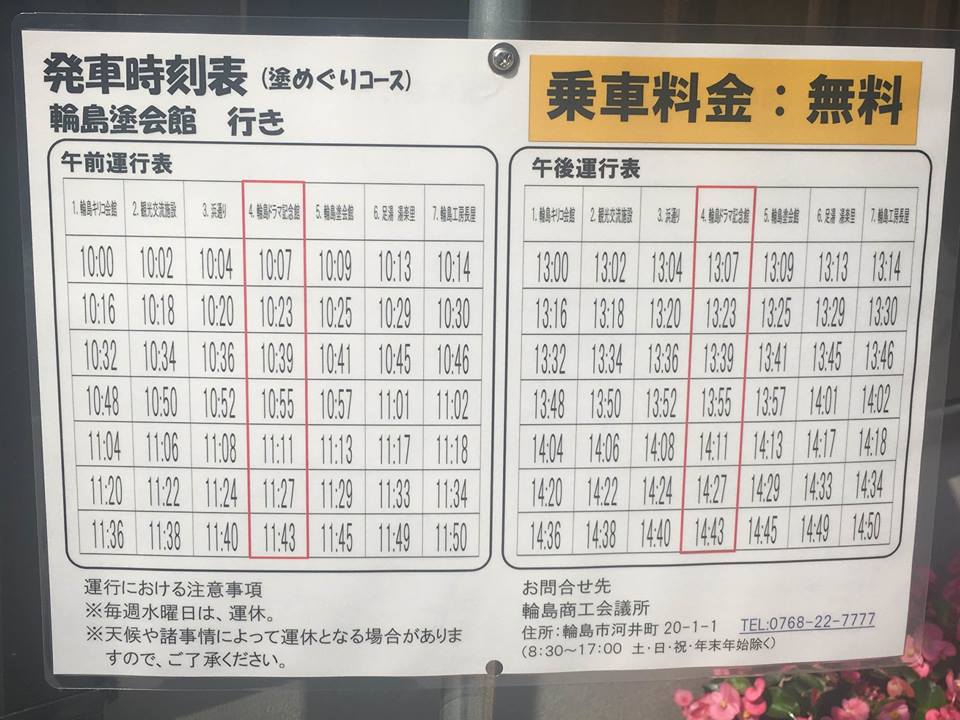 発車時刻表（塗めぐりコース）
輪島塗会館　行き
乗車料金：無料
午前運行表
1. 輪島キリコ会館 2. 観光交流施設 3. 浜通り 4. 輪島ドラマ記念館 5. 輪島塗会館 6. 足湯 湯楽里 7. 輪島工房長屋
10:00 10:02 10:04 10:07 10:09 10:13 10:14
10:16 10:18 10:20 10:23 10:25 10:29 10:30
10:32 10:34 10:36 10:39 10:41 10:45 10:46
10:48 10:50 10:52 10:55 10:57 11:01 11:02
11:04 11:06 11:08 11:11 11:13 11:17 11:18
11:20 11:22 11:24 11:27 11:29 11:33 11:34
11:36 11:38 11:40 11:43 11:45 11:49 11:50
午後運行表
1. 輪島キリコ会館 2. 観光交流施設 3. 浜通り 4. 輪島ドラマ記念館 5. 輪島塗会館 6. 足湯 湯楽里 7. 輪島工房長屋
13:00 13:02 13:04 13:07 13:09 13:13 13:14
13:16 13:18 13:20 13:23 13:25 13:29 13:30
13:32 13:34 13:36 13:39 13:41 13:45 13:46
13:48 13:50 13:52 13:55 13:57 14:01 14:02
14:04 14:06 14:08 14:11 14:13 14:17 14:18
14:20 14:22 14:24 14:27 14:29 14:33 14:34
14:36 14:38 14:40 14:43 14:45 14:49 14:50
運行における注意事項
※毎週水曜日は、運休。
※天候や諸事情によって運休となる場合がありま
すので、ご了承ください。
お問合せ先
輪島商工会議所
住所：輪島市河井町 20-1-1 TEL:0768-22-7777
(8:30～17:00 土・日・祝・年末年始除く)